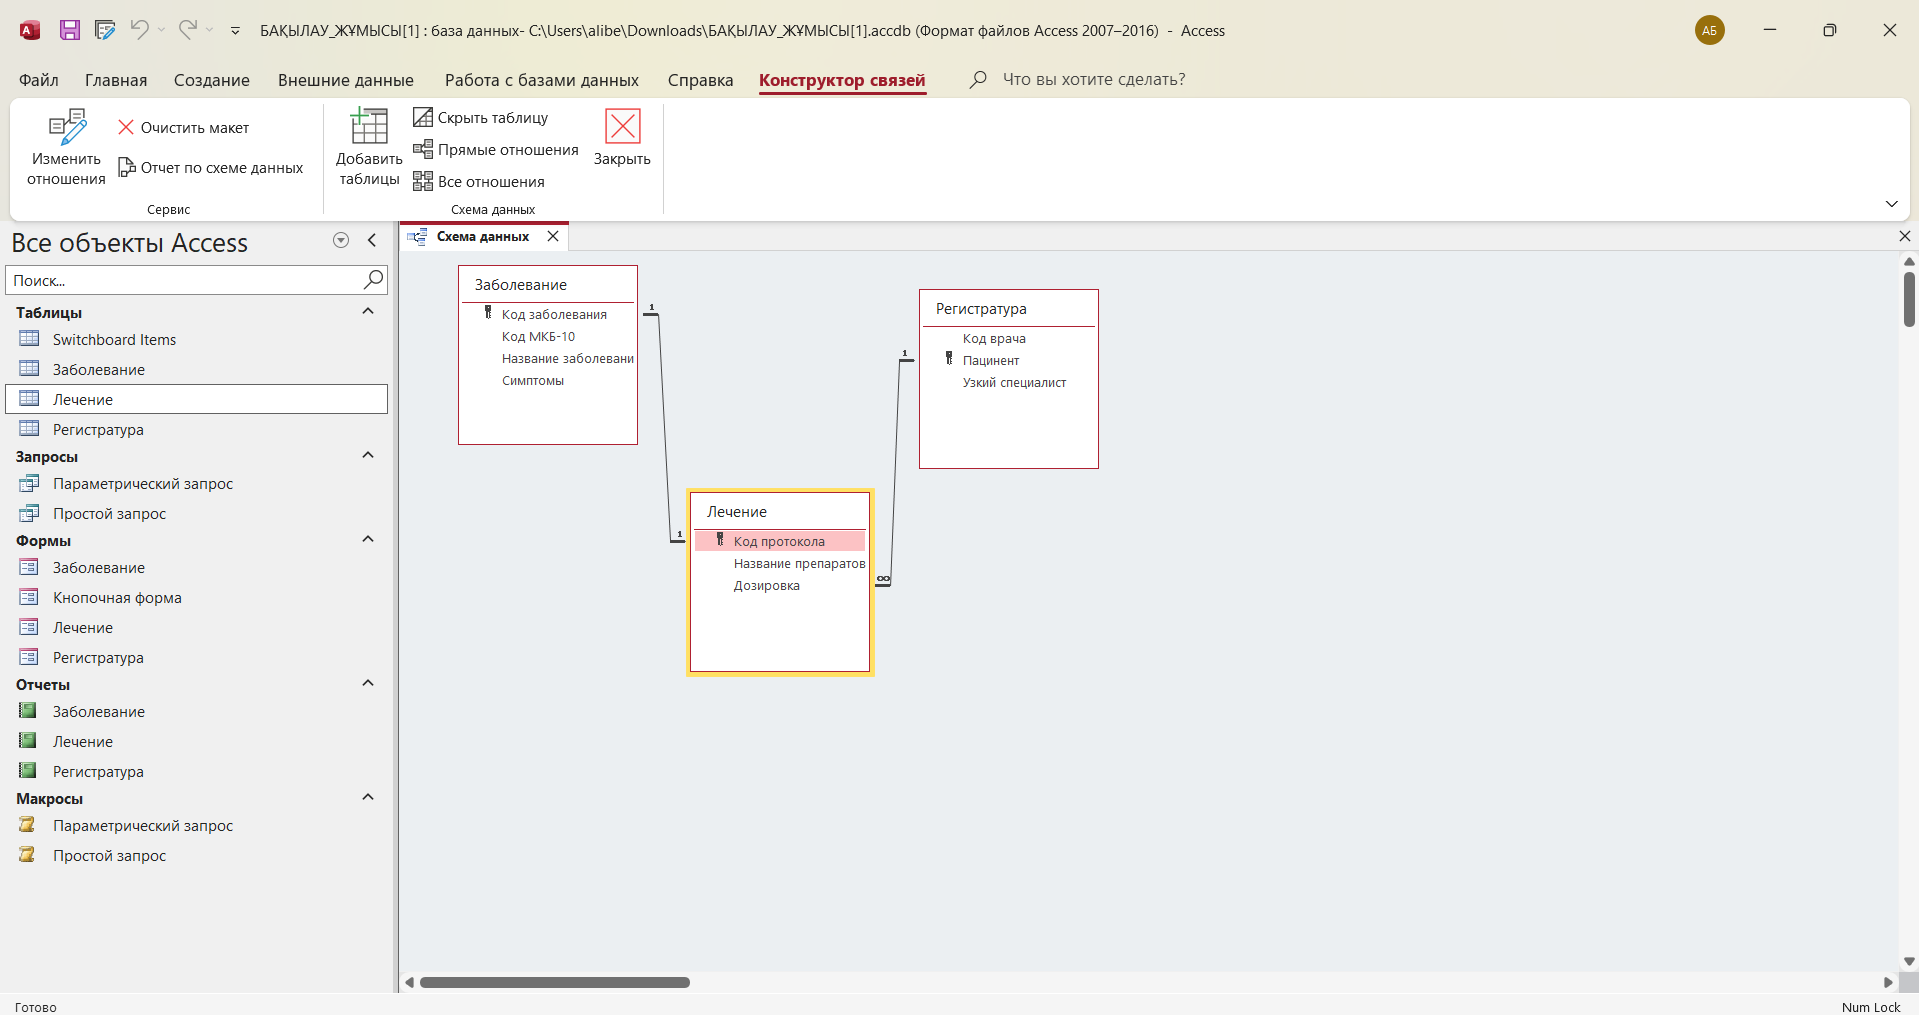 БАҚЫЛАУ_ЖҰМЫСЫ[1] : база данных- C:\Users\alibe\Downloads\БАҚЫЛАУ_ЖҰМЫСЫ[1].accdb (Формат файлов Access 2007–2016) - Access
АБ
Файл Главная Создание Внешние данные Работа с базами данных Справка Конструктор связей Что вы хотите сделать?
Изменить отношения
Очистить макет
Отчет по схеме данных
Сервис
Добавить таблицы
Скрыть таблицу
Прямые отношения
Все отношения
Закрыть
Схема данных
Все объекты Access
Поиск...
Таблицы
Switchboard Items
Заболевание
Лечение
Регистратура
Запросы
Параметрический запрос
Простой запрос
Формы
Заболевание
Кнопочная форма
Лечение
Регистратура
Отчеты
Заболевание
Лечение
Регистратура
Макросы
Параметрический запрос
Простой запрос
Схема данных
Заболевание
Код заболевания
Код МКБ-10
Название заболевани
Симптомы
1
1
Регистратура
Код врача
Пацинент
Узкий специалист
1
∞
Лечение
Код протокола
Название препаратов
Дозировка
Готово
Num Lock